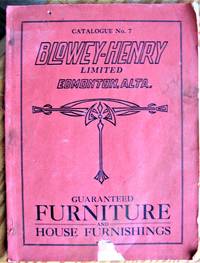 CATALOGUE No. 7
BLOWEY-HENRY
LIMITED
EDMONTON, ALTA.
GUARANTEED
FURNITURE
AND
HOUSE FURNISHINGS